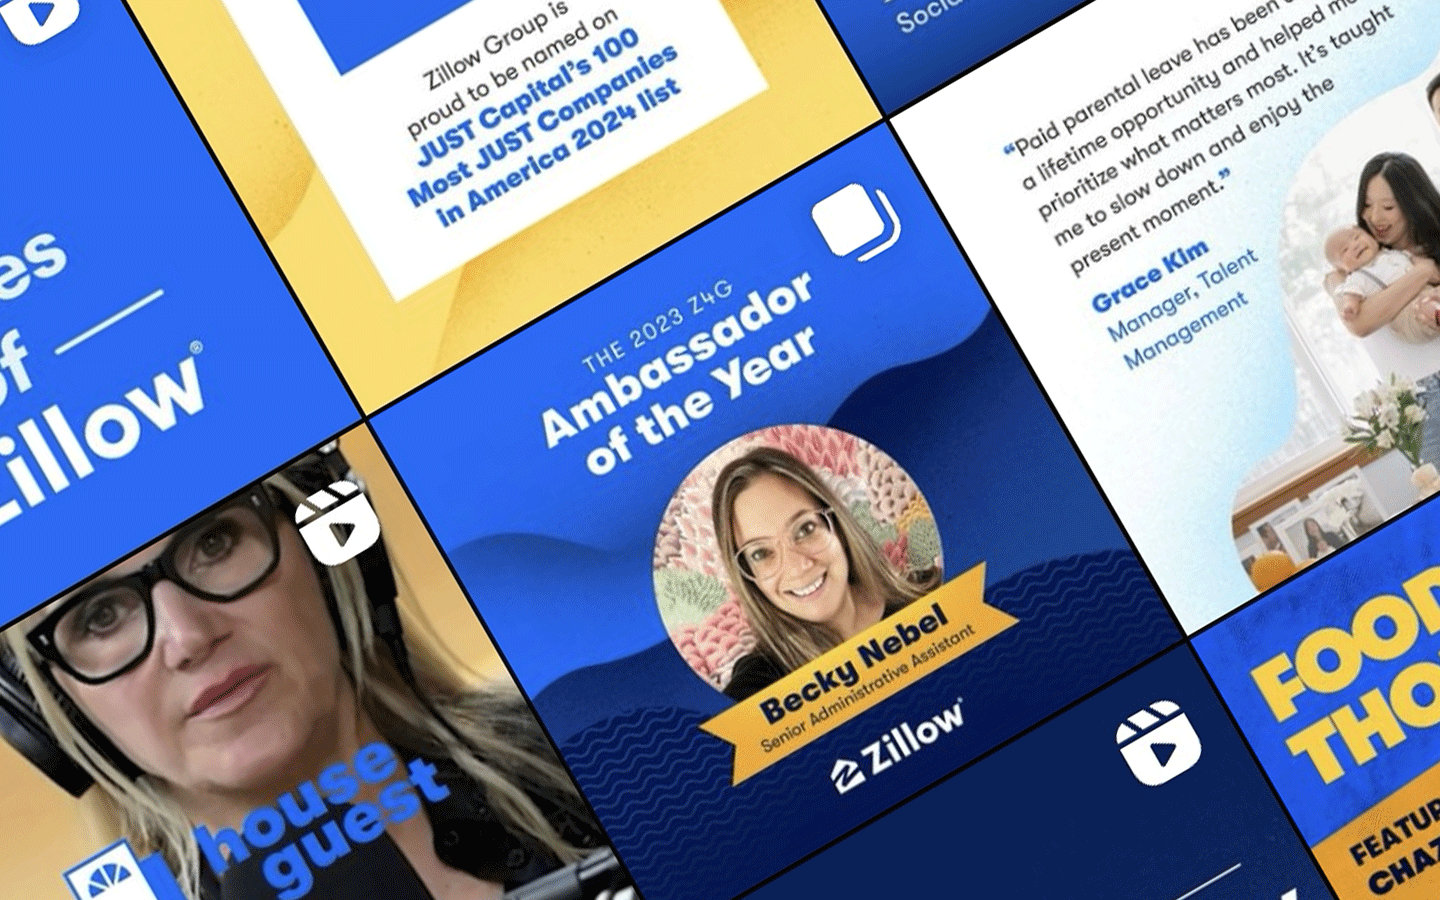 es
of
Zillow®
Zillow Group is
proud to be named on
JUST Capital's 100
Most JUST Companies
in America 2024 list
Social
“Paid parental leave has been
a lifetime opportunity and helped me
prioritize what matters most. It's taught
me to slow down and enjoy the
present moment.”
Grace Kim
Manager, Talent
Management
house
guest
THE 2023 Z4G
Ambassador
of the Year
Becky Nebel
Senior Administrative Assistant
Zillow
FOOD
THO
FEATUR
CHAZ